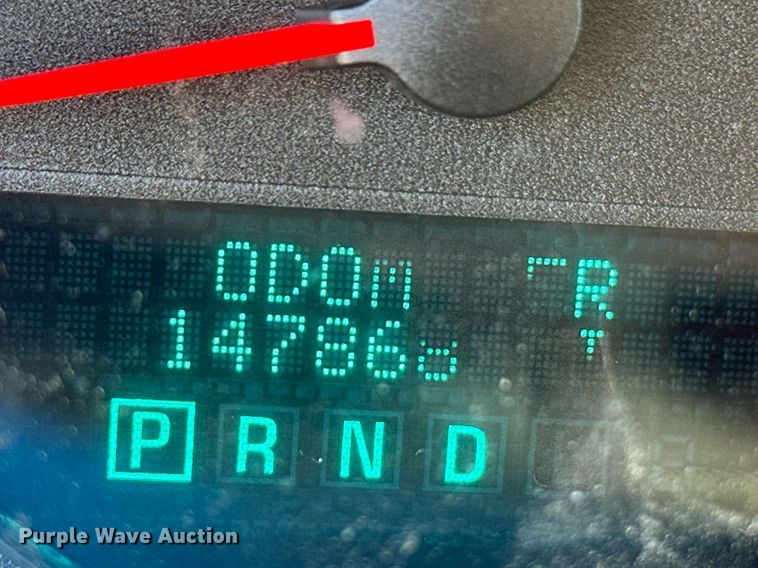 ODOM R
14786
P R N D
Purple Wave Auction®